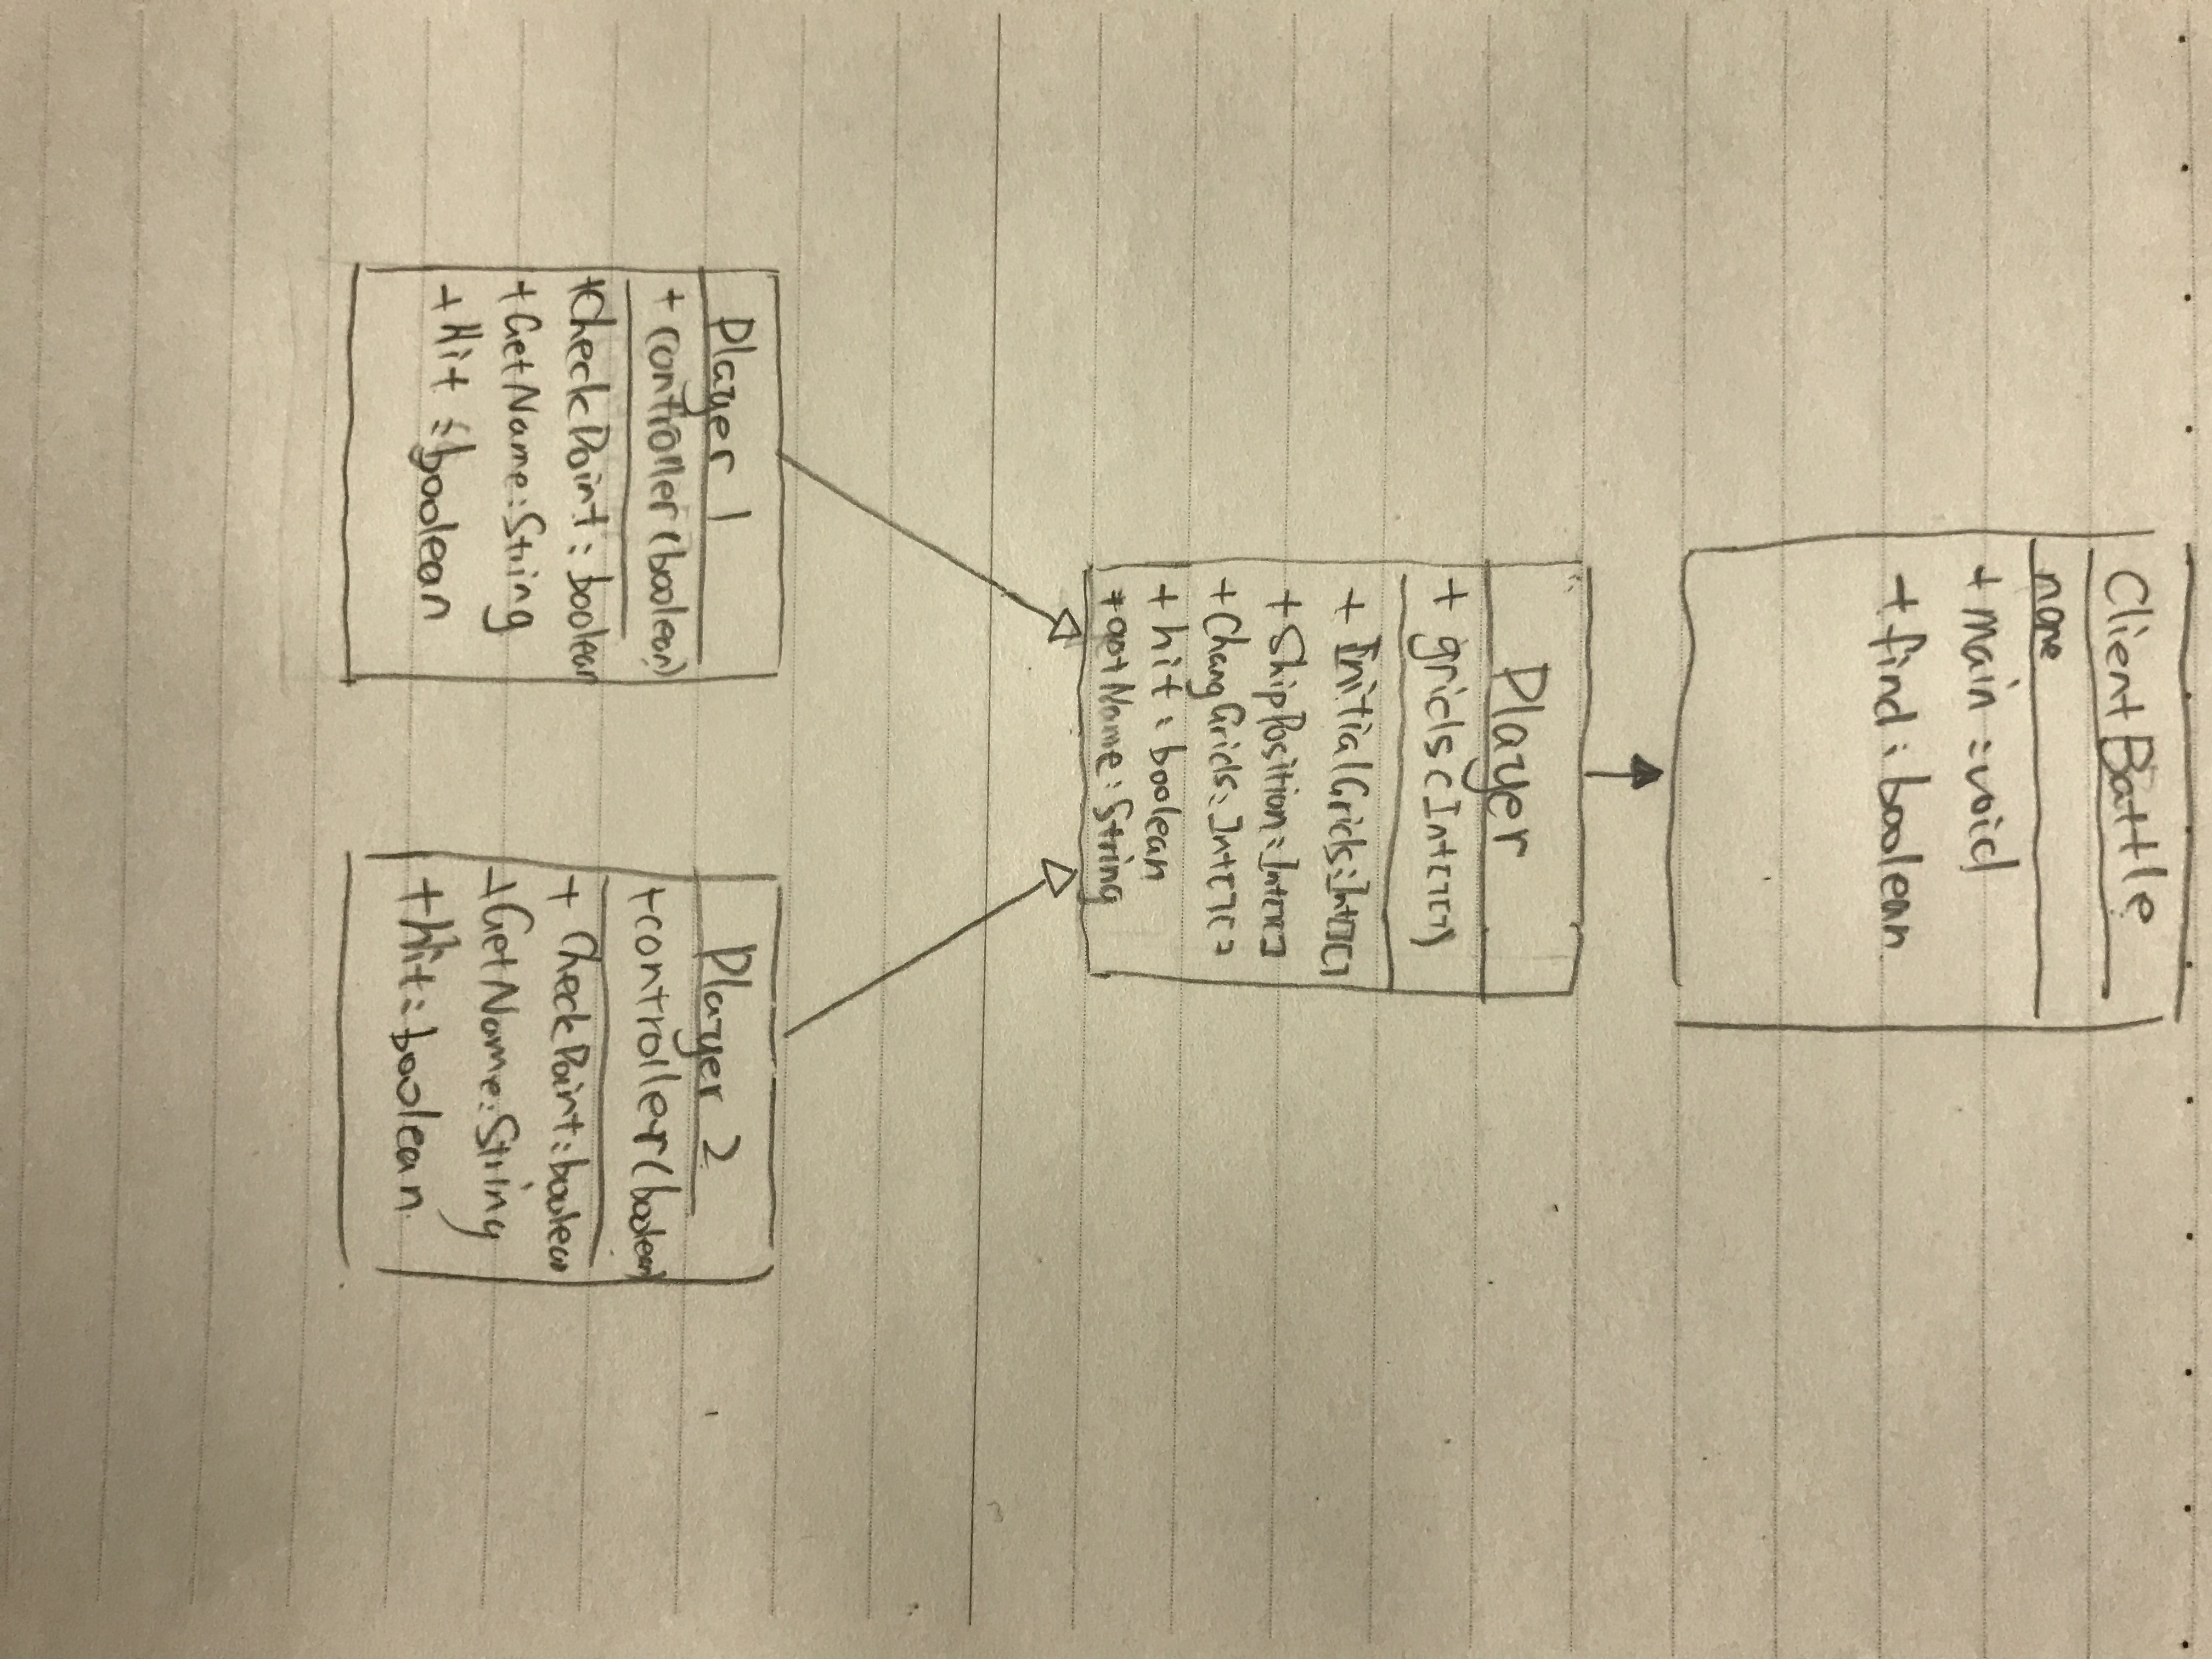 ClientBattle
none
+ main : void
+ find : boolean
Player
+ grids (Int[][])
+ InitialGrids : Int[][]
+ ShipPosition : Int[][]
+ ChangGrids : Int[][]
+ hit : boolean
+ getName : String
Player 1
+ controller (boolean)
+ CheckPoint : boolean
+ GetName : String
+ Hit : boolean
Player 2
+ controller (boolean)
+ CheckPoint : boolean
+ GetName : String
+ Hit : boolean